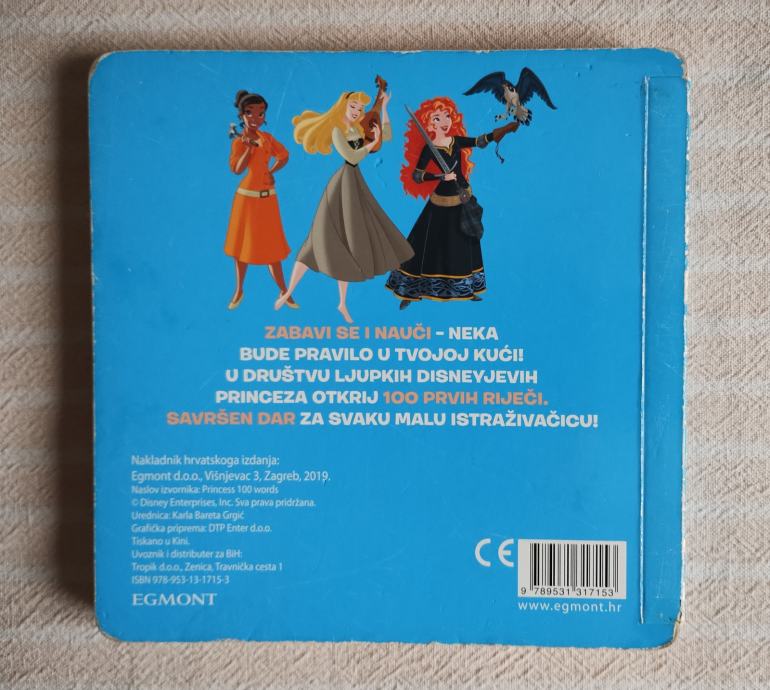 ZABAVI SE I NAUČI - NEKA
BUDE PRAVILO U TVOJOJ KUĆI!
U DRUŠTVU LJUPKIH DISNEYJEVIH
PRINCEZA OTKRIJ 100 PRVIH RIJEČI.
SAVRŠEN DAR ZA SVAKU MALU ISTRAŽIVAČICU!
Nakladnik hrvatskoga izdanja:
Egmont d.o.o., Višnjevac 3, Zagreb, 2019.
Naslov izvornika: Princess 100 words
© Disney Enterprises, Inc. Sva prava pridržana.
Urednica: Karla Bareta Grgić
Grafička priprema: DTP Enter d.o.o.
Tiskano u Kini.
Uvoznik i distributer za BiH:
Tropik d.o.o., Zenica, Travnička cesta 1
ISBN 978-953-13-1715-3
EGMONT
CE
9 789531 317153
www.egmont.hr